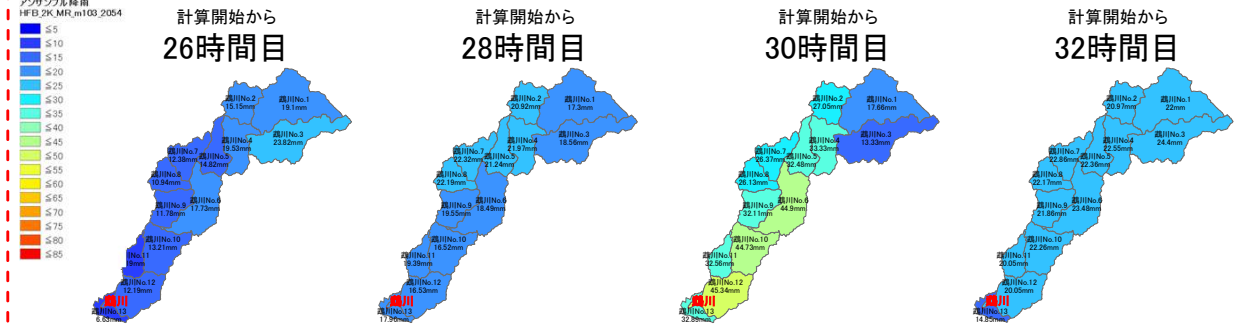 アンサンブル降雨
HFB_2K_MR_m103_2054
≦5
≦10
≦15
≦20
≦25
≦30
≦35
≦40
≦45
≦50
≦55
≦60
≦65
≦70
≦75
≦80
≦85
計算開始から
26時間目
鵡川No.2
15.15mm
鵡川No.1
19.1mm
鵡川No.3
23.82mm
鵡川No.4
19.53mm
鵡川No.7
12.38mm
鵡川No.5
14.82mm
鵡川No.8
10.94mm
鵡川No.9
11.78mm
鵡川No.6
17.73mm
鵡川No.10
13.21mm
川No.11
19mm
鵡川No.12
12.19mm
鵡川
鵡川No.13
6.63mm
計算開始から
28時間目
鵡川No.2
20.92mm
鵡川No.1
17.3mm
鵡川No.3
18.56mm
鵡川No.4
21.97mm
鵡川No.7
22.32mm
鵡川No.5
21.24mm
鵡川No.8
22.19mm
鵡川No.9
19.55mm
鵡川No.6
18.49mm
鵡川No.10
16.52mm
鵡川No.11
19.39mm
鵡川No.12
16.53mm
鵡川
鵡川No.13
17.96mm
計算開始から
30時間目
鵡川No.2
27.05mm
鵡川No.1
17.66mm
鵡川No.3
13.33mm
鵡川No.4
33.33mm
鵡川No.7
26.37mm
鵡川No.5
32.48mm
鵡川No.8
26.13mm
鵡川No.9
32.11mm
鵡川No.6
44.9mm
鵡川No.10
44.73mm
鵡川No.11
32.56mm
鵡川No.12
45.34mm
鵡川
鵡川No.13
32.89mm
計算開始から
32時間目
鵡川No.2
20.97mm
鵡川No.1
22mm
鵡川No.3
24.4mm
鵡川No.4
22.55mm
鵡川No.7
22.86mm
鵡川No.5
22.36mm
鵡川No.8
22.17mm
鵡川No.9
21.86mm
鵡川No.6
23.48mm
鵡川No.10
22.26mm
鵡川No.11
20.05mm
鵡川No.12
20.05mm
鵡川
鵡川No.13
14.85mm